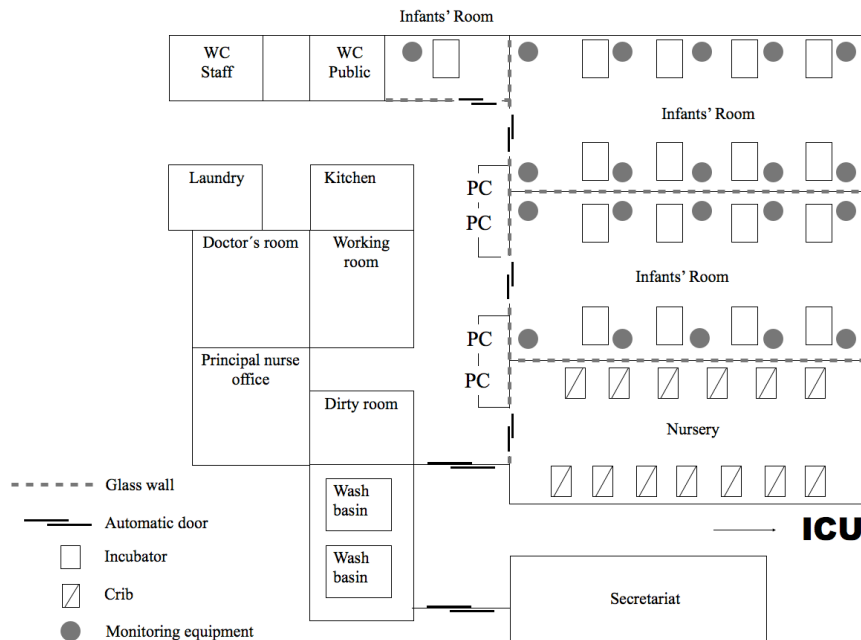 Infants’ Room
WC
Staff
WC
Public
Infants’ Room
Laundry
Kitchen
PC
PC
Doctor´s room
Working
room
Infants’ Room
PC
PC
Principal nurse
office
Dirty room
Nursery
Glass wall
Wash
basin
Automatic door
ICU
Incubator
Wash
basin
Crib
Secretariat
Monitoring equipment